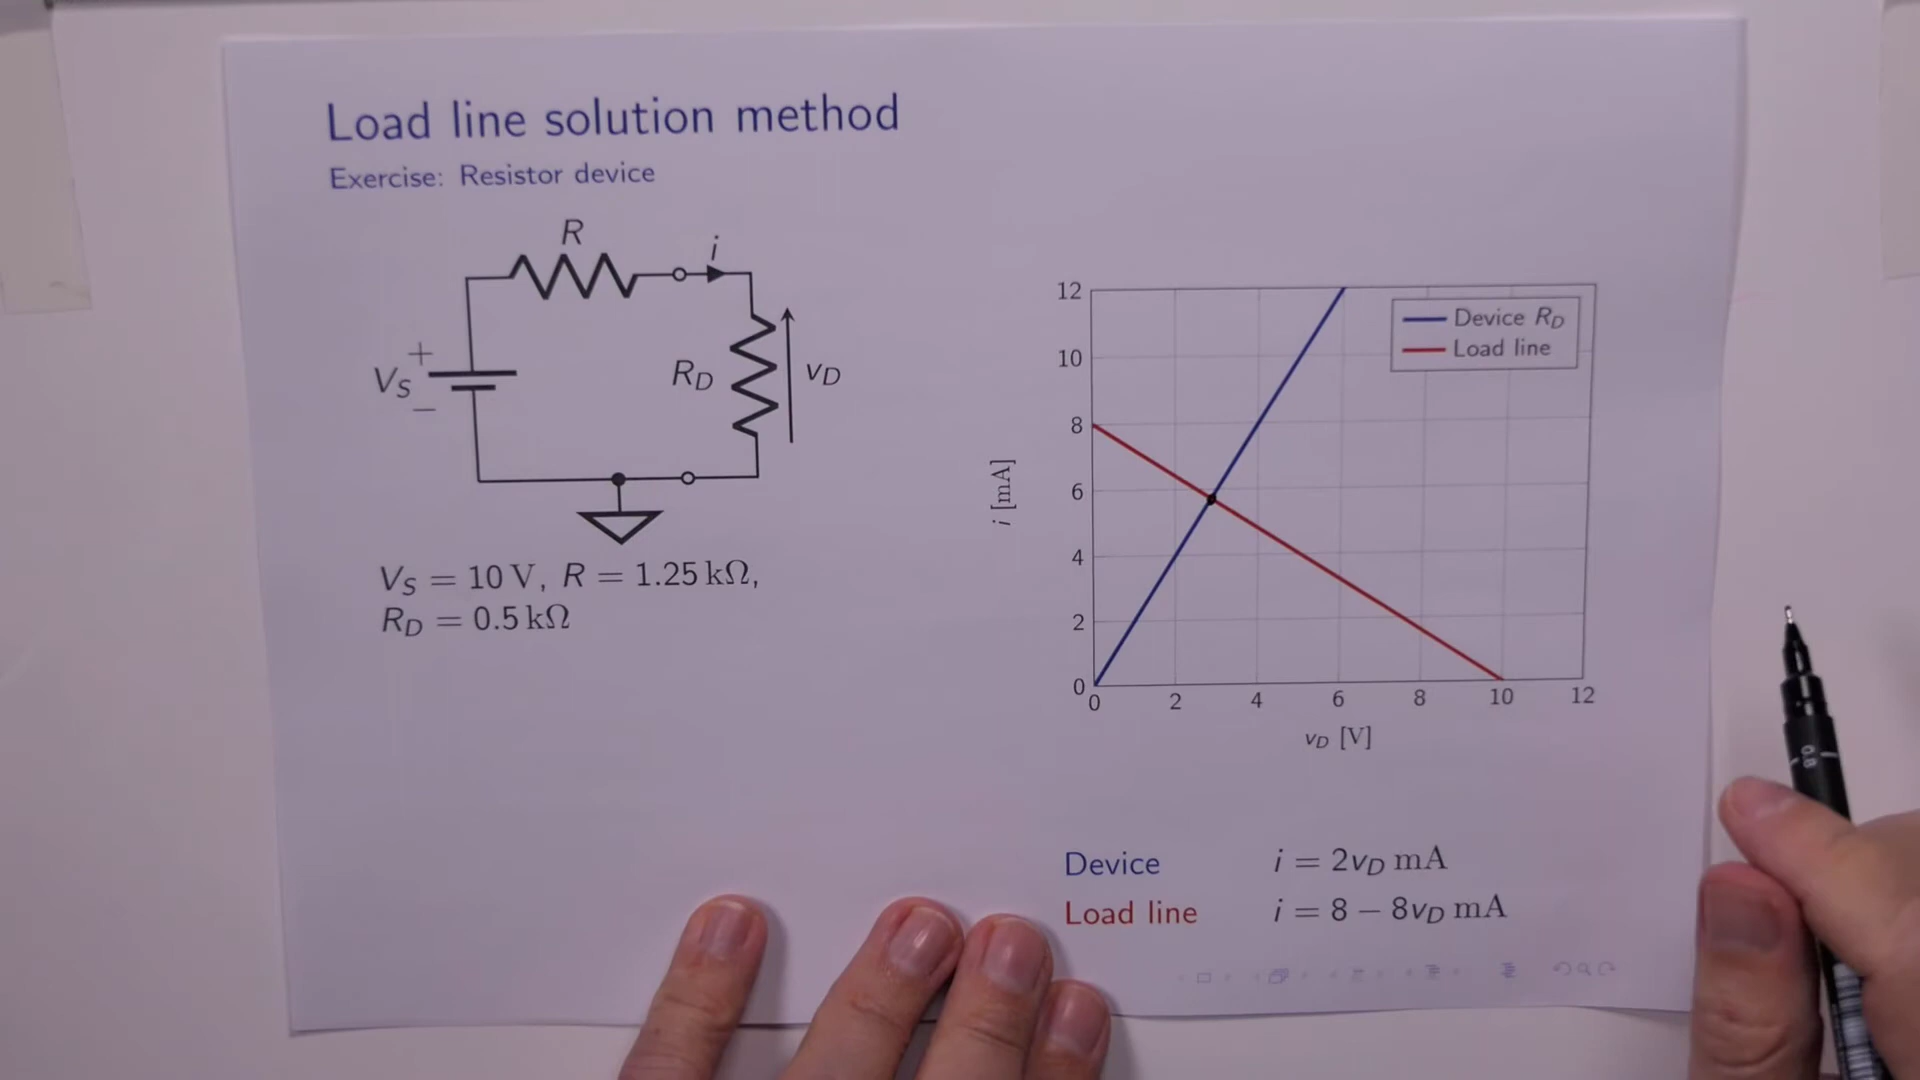 Load line solution method
Exercise: Resistor device
R
i
V_S
+
−
R_D
v_D
V_S = 10 V, R = 1.25 kΩ,
R_D = 0.5 kΩ
12
10
8
6
4
2
0
i [mA]
Device R_D
Load line
0 2 4 6 8 10 12
v_D [V]
Device i = 2v_D mA
Load line i = 8 − 8v_D mA
0.8